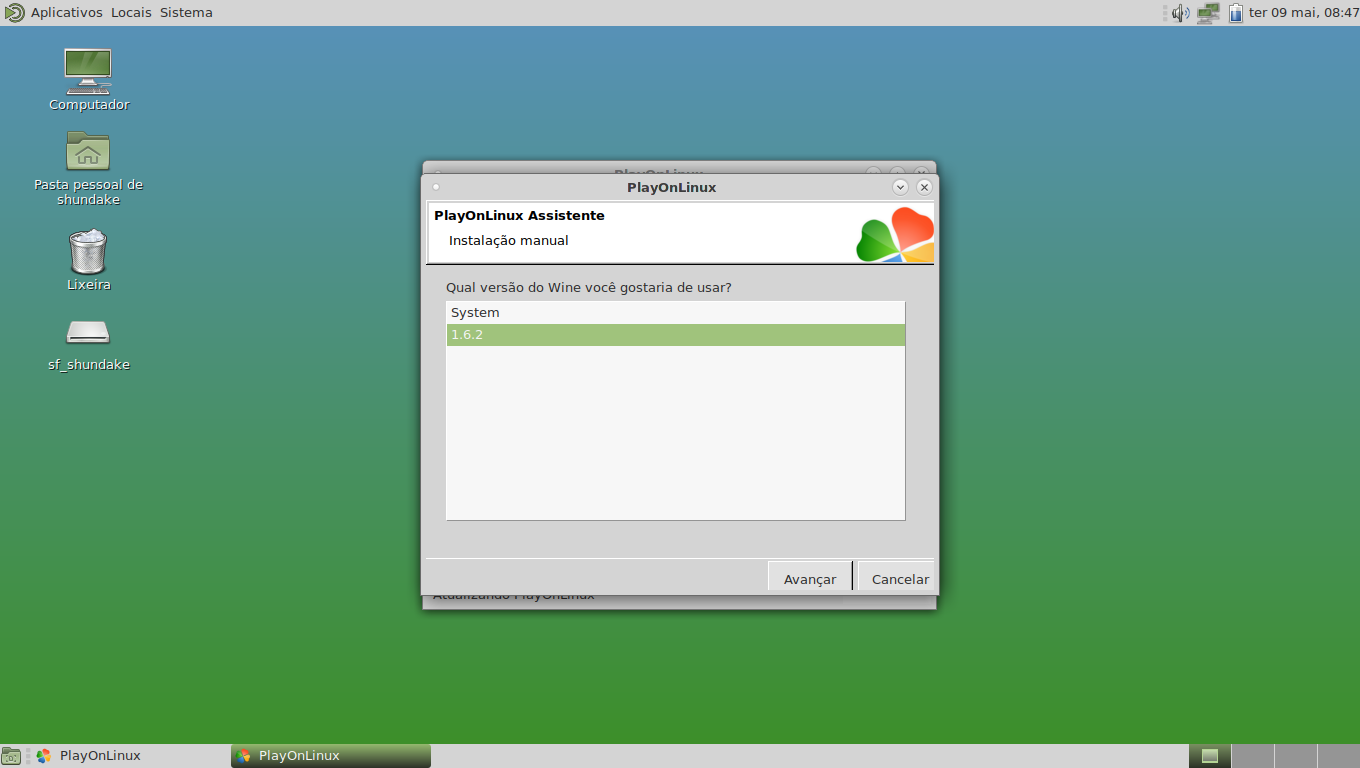 Aplicativos Locais Sistema
ter 09 mai, 08:47
Computador
Pasta pessoal de
shundake
Lixeira
sf_shundake
PlayOnLinux
PlayOnLinux
PlayOnLinux Assistente
Instalação manual
Qual versão do Wine você gostaria de usar?
System
1.6.2
Avançar
Cancelar
Atualizando PlayOnLinux
PlayOnLinux
PlayOnLinux